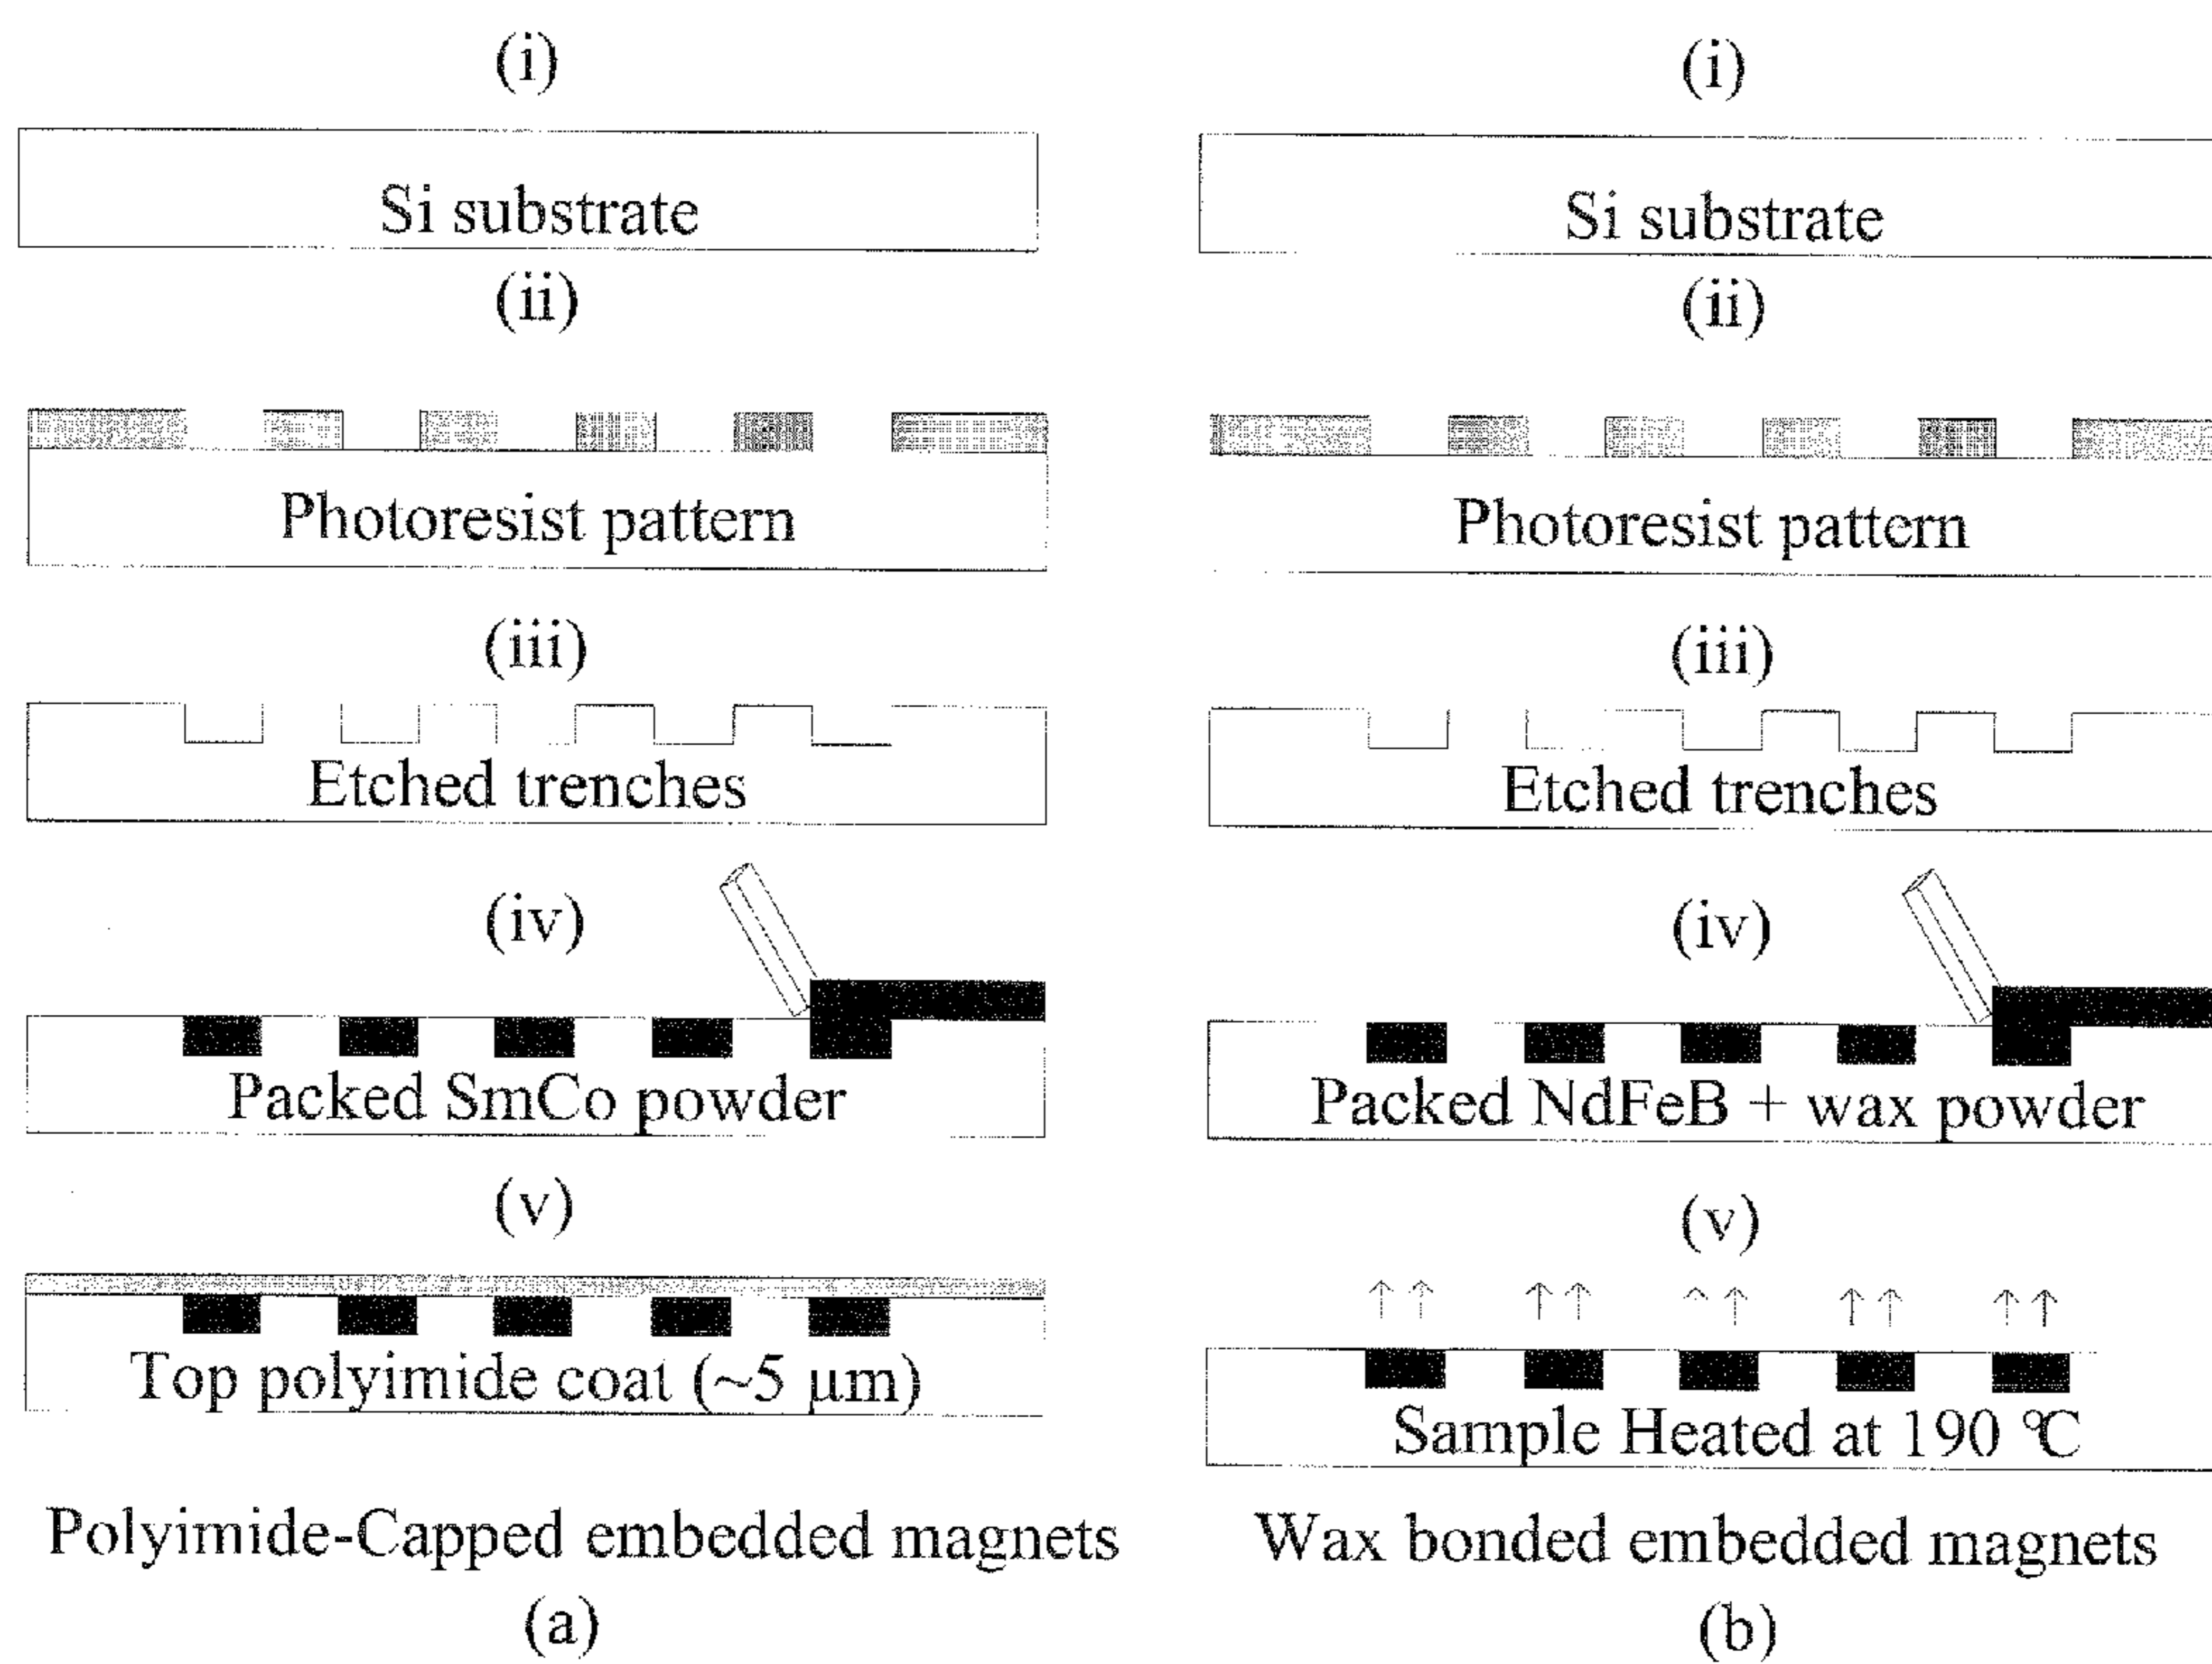 (i)
Si substrate
(ii)
Photoresist pattern
(iii)
Etched trenches
(iv)
Packed SmCo powder
(v)
Top polyimide coat (~5 μm)
Polyimide-Capped embedded magnets
(a)
(i)
Si substrate
(ii)
Photoresist pattern
(iii)
Etched trenches
(iv)
Packed NdFeB + wax powder
(v)
Sample Heated at 190 ℃
Wax bonded embedded magnets
(b)